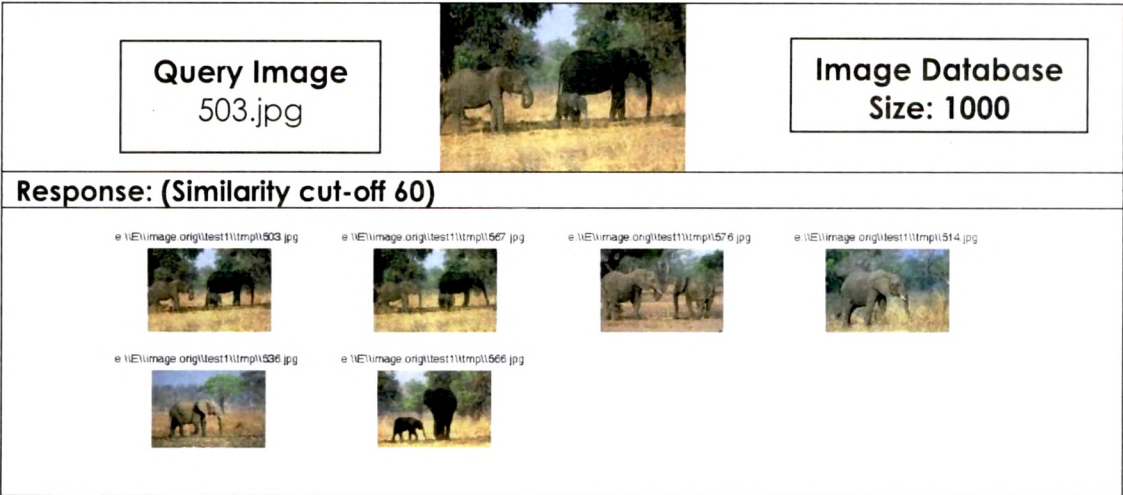 Query Image
503.jpg
Image Database
Size: 1000
Response: (Similarity cut-off 60)
e:\\E\\image.orig\\test1\\tmp\\503.jpg
e:\\E\\image.orig\\test1\\tmp\\567.jpg
e:\\E\\image.orig\\test1\\tmp\\576.jpg
e:\\E\\image.orig\\test1\\tmp\\514.jpg
e:\\E\\image.orig\\test1\\tmp\\536.jpg
e:\\E\\image.orig\\test1\\tmp\\566.jpg